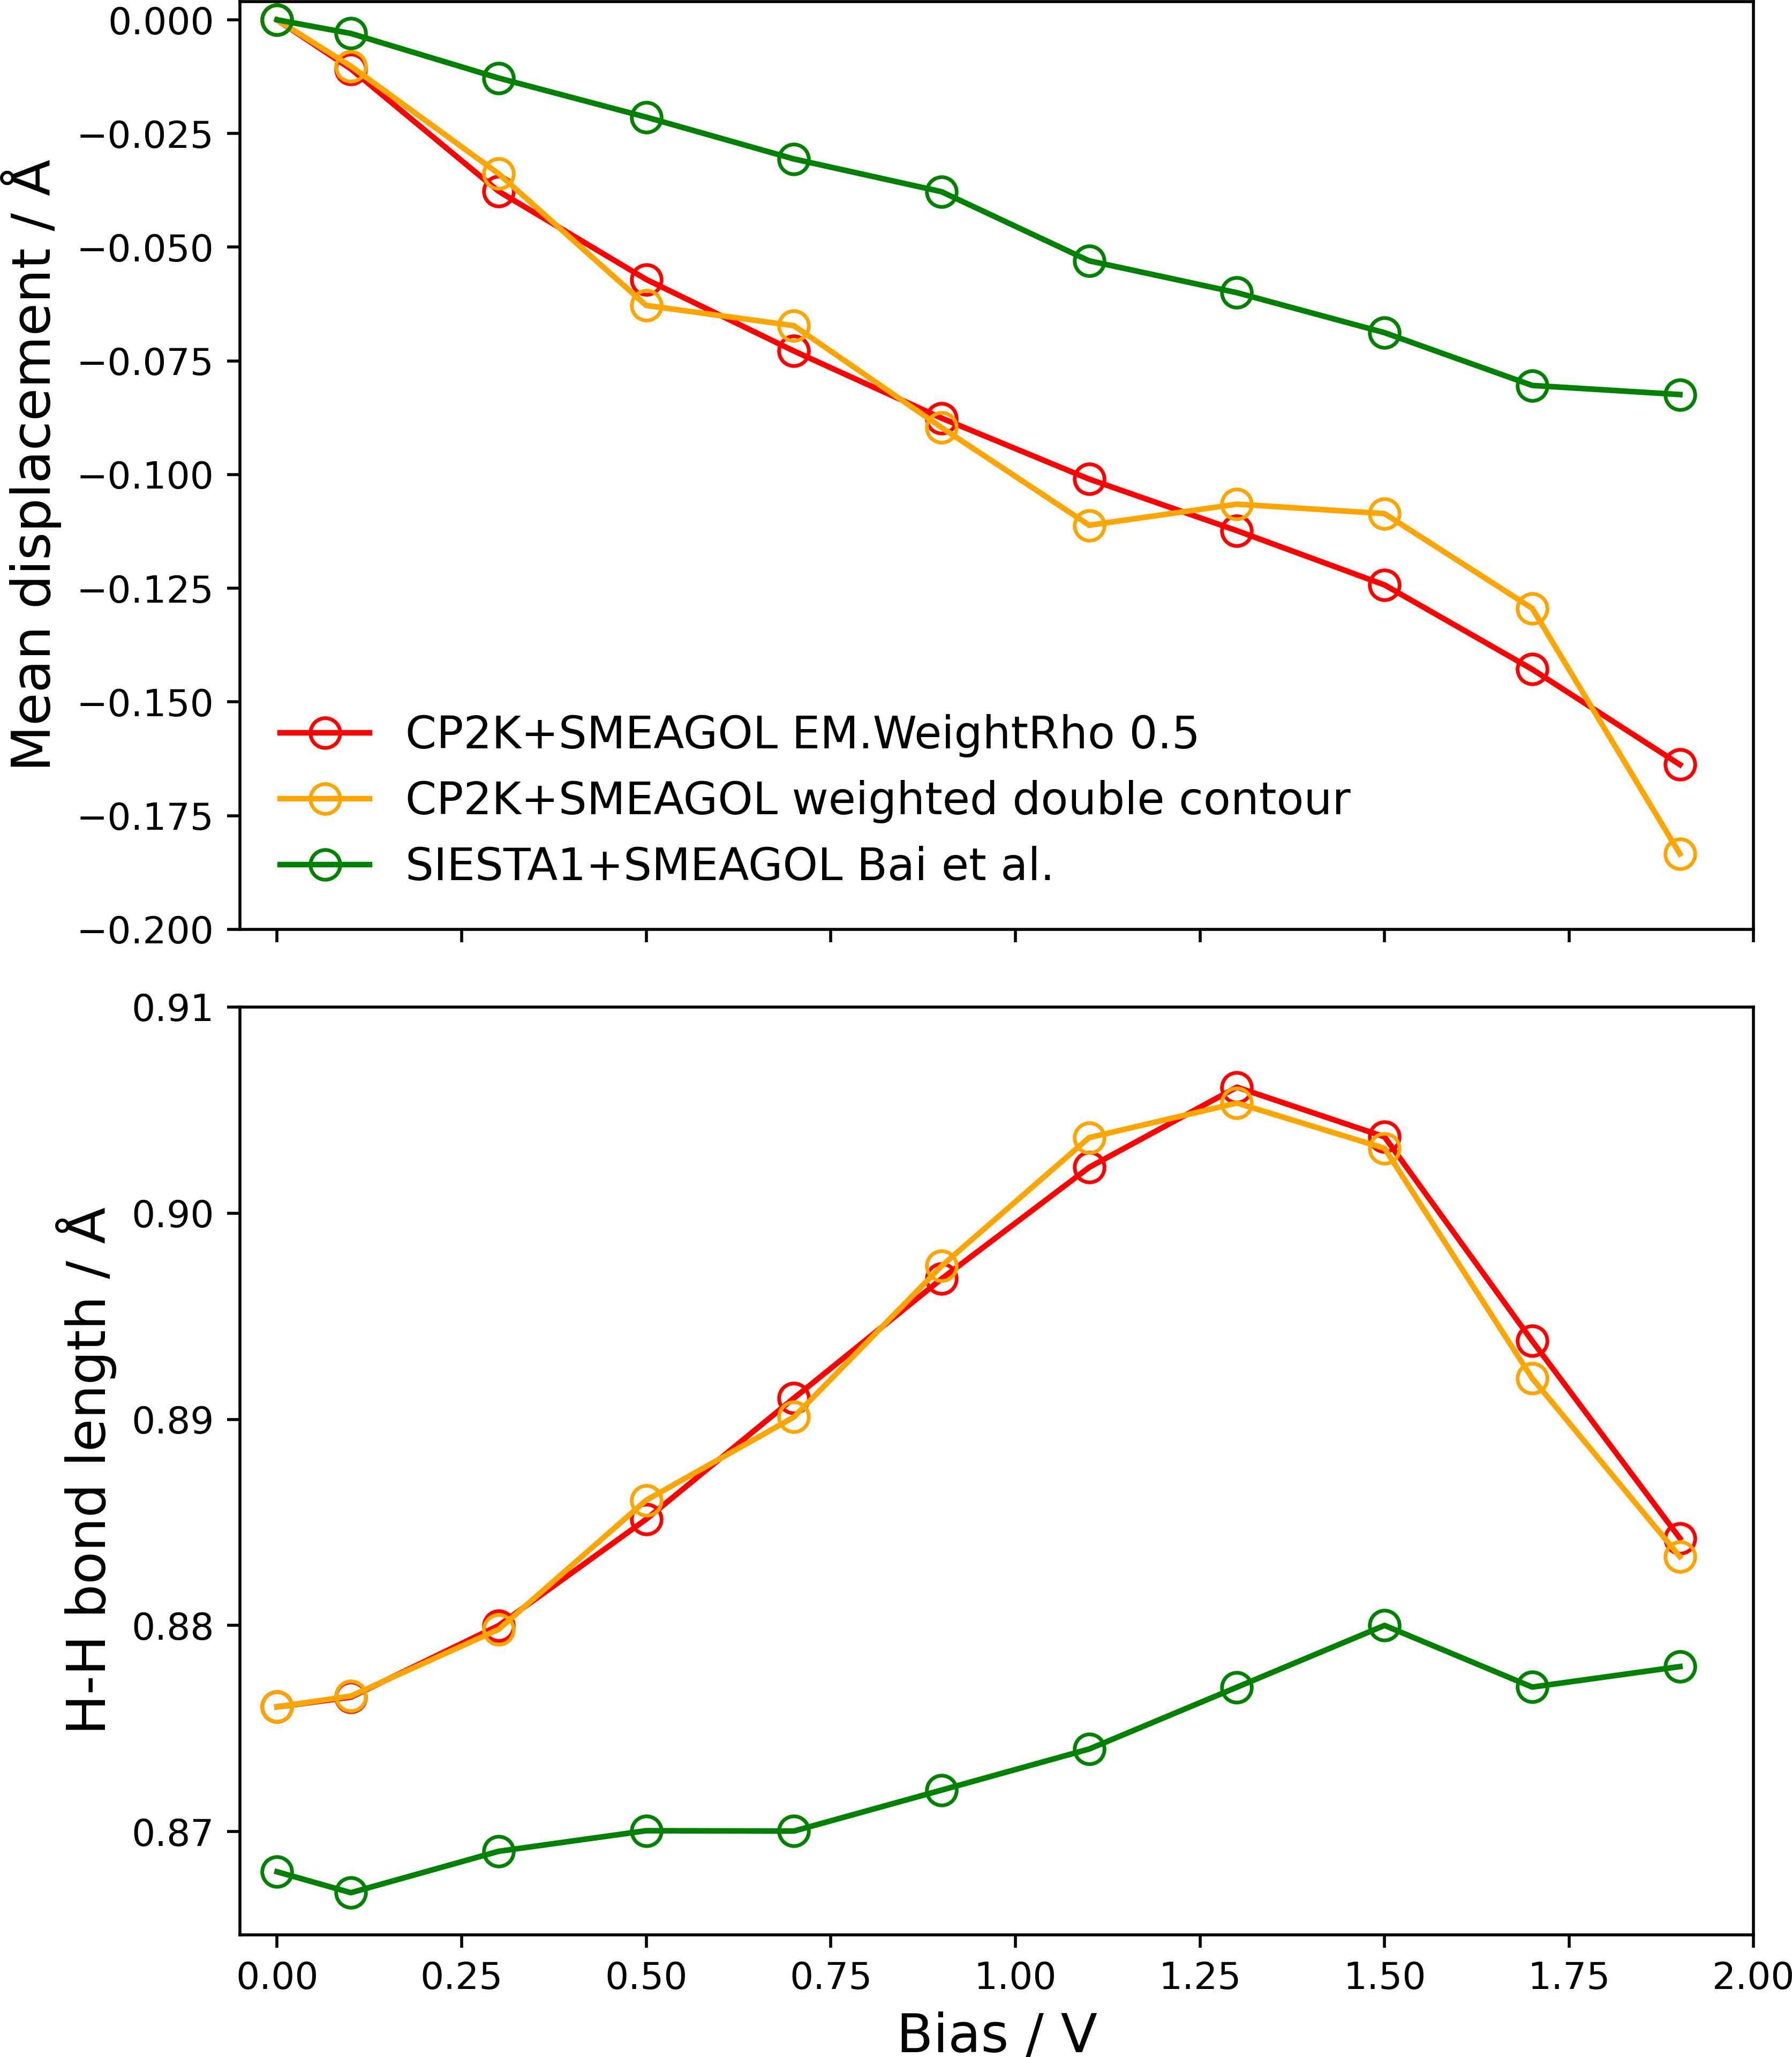 0.000
−0.025
−0.050
−0.075
−0.100
−0.125
−0.150
−0.175
−0.200
Mean displacement / Å
CP2K+SMEAGOL EM.WeightRho 0.5
CP2K+SMEAGOL weighted double contour
SIESTA1+SMEAGOL Bai et al.
0.91
0.90
0.89
0.88
0.87
H-H bond length / Å
0.00 0.25 0.50 0.75 1.00 1.25 1.50 1.75 2.00
Bias / V